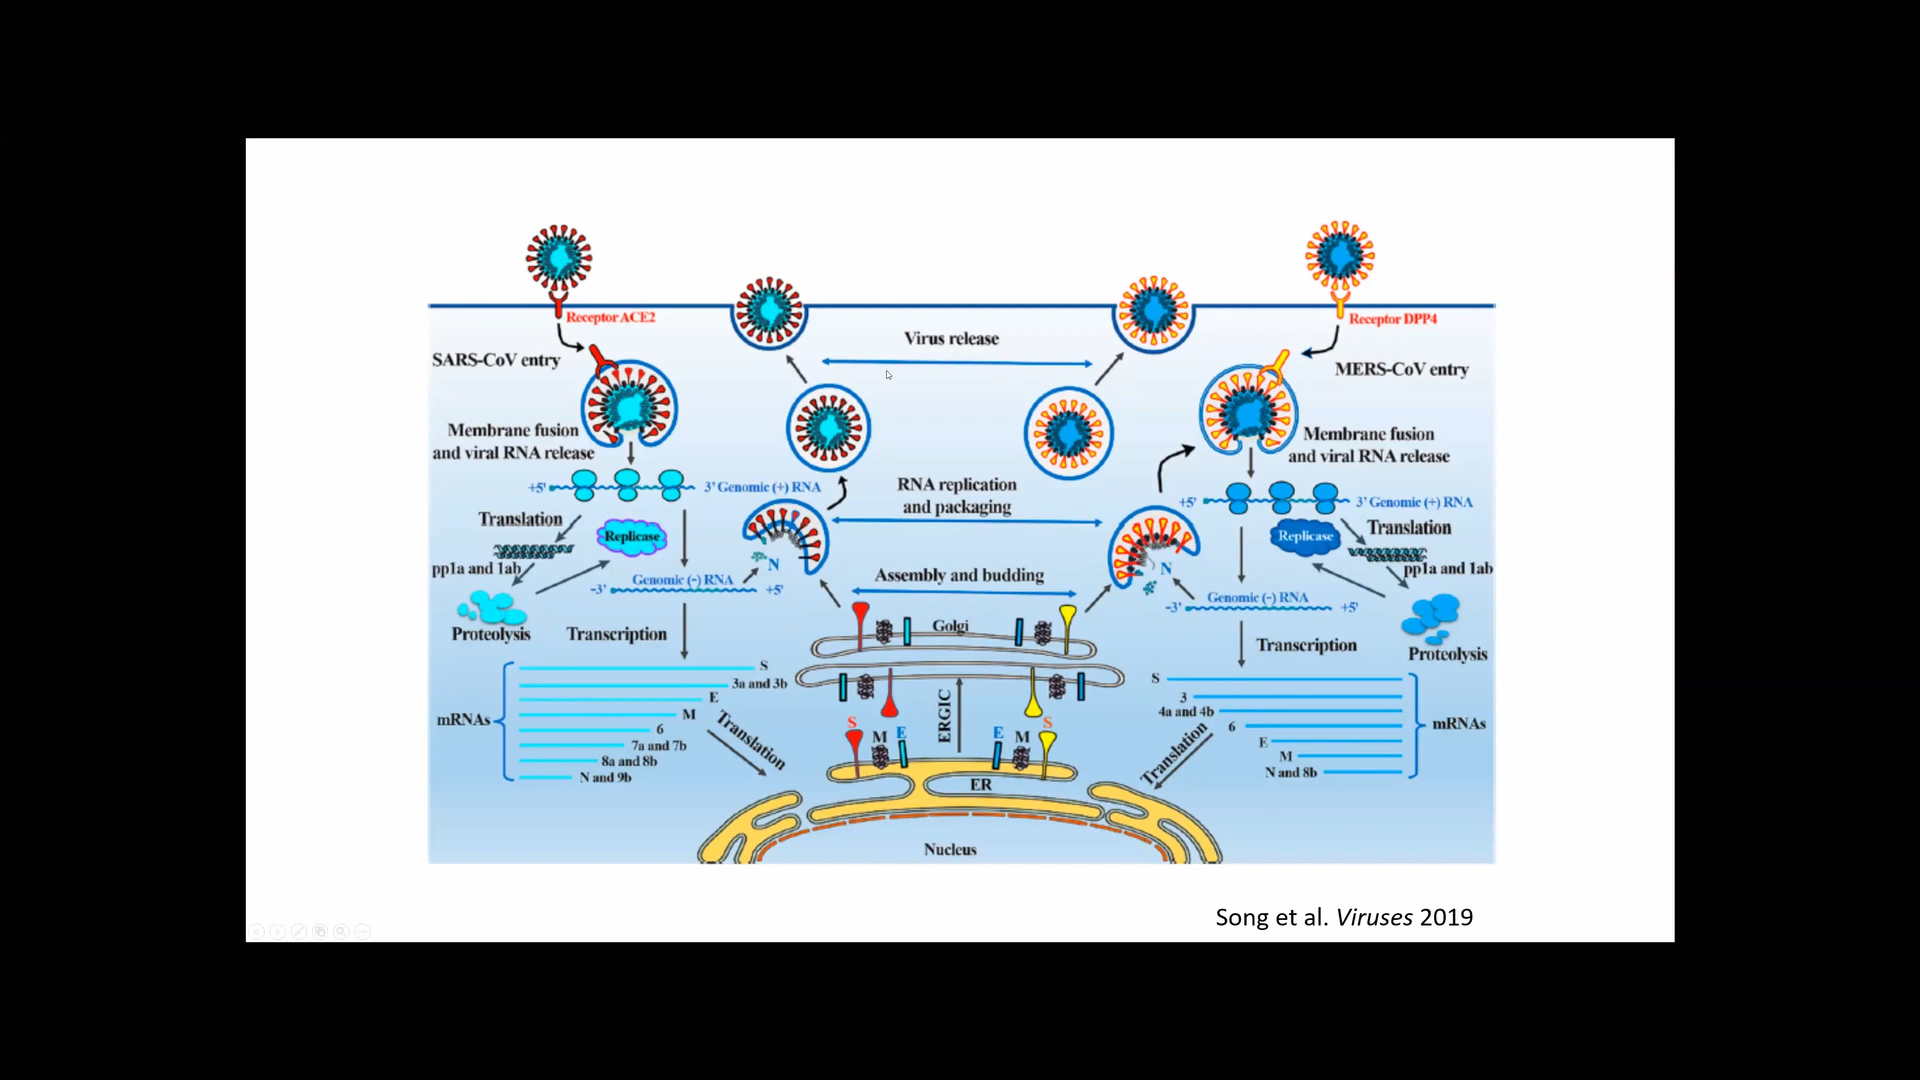 Receptor ACE2
SARS-CoV entry
Membrane fusion
and viral RNA release
+5'
3' Genomic (+) RNA
Translation
Replicase
pp1a and 1ab
Genomic (-) RNA
-3'
+5'
N
Proteolysis
Transcription
mRNAs
S
3a and 3b
E
M
6
7a and 7b
8a and 8b
N and 9b
Translation
Virus release
RNA replication
and packaging
Assembly and budding
Golgi
ERGIC
S
M
E
E
M
S
ER
Nucleus
Receptor DPP4
MERS-CoV entry
Membrane fusion
and viral RNA release
+5'
3' Genomic (+) RNA
Replicase
Translation
pp1a and 1ab
N
Genomic (-) RNA
-3'
+5'
Transcription
Proteolysis
S
3
4a and 4b
6
E
M
N and 8b
mRNAs
Translation
Song et al. Viruses 2019